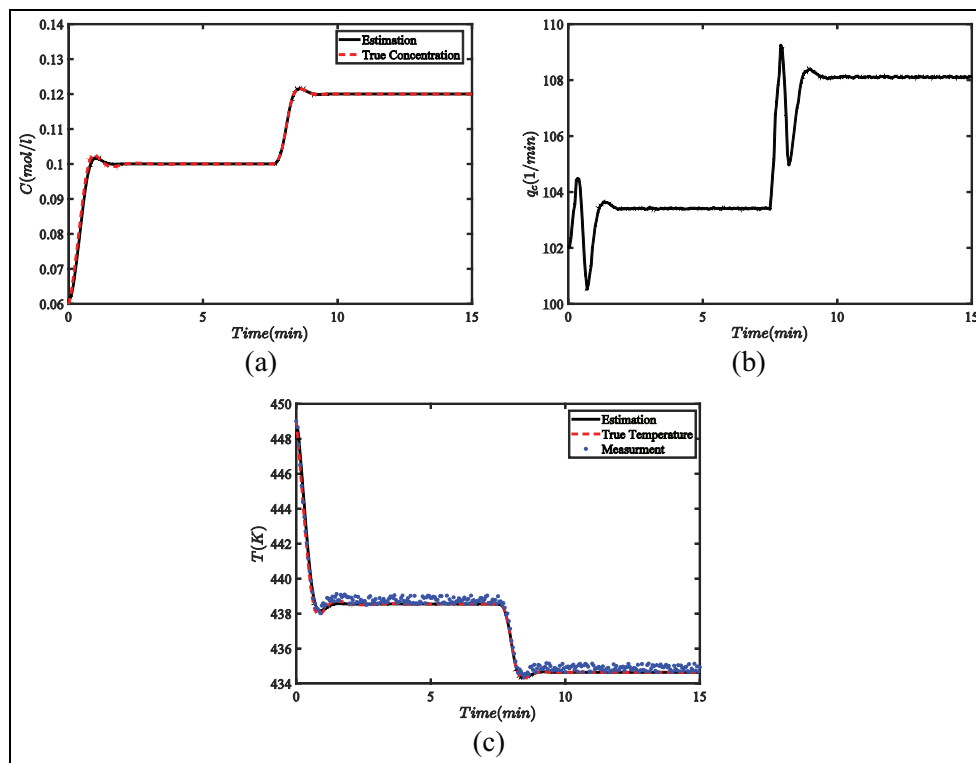 0.14
0.13
0.12
0.11
0.1
0.09
0.08
0.07
0.06
C(mol/l)
Estimation
True Concentration
0
5
10
15
Time(min)
(a)
108
106
104
102
100
q_c(1/min)
0
5
10
15
Time(min)
(b)
450
448
446
444
442
440
439
438
436
434
T(K)
Estimation
True Temperature
Measurment
0
5
10
15
Time(min)
(c)